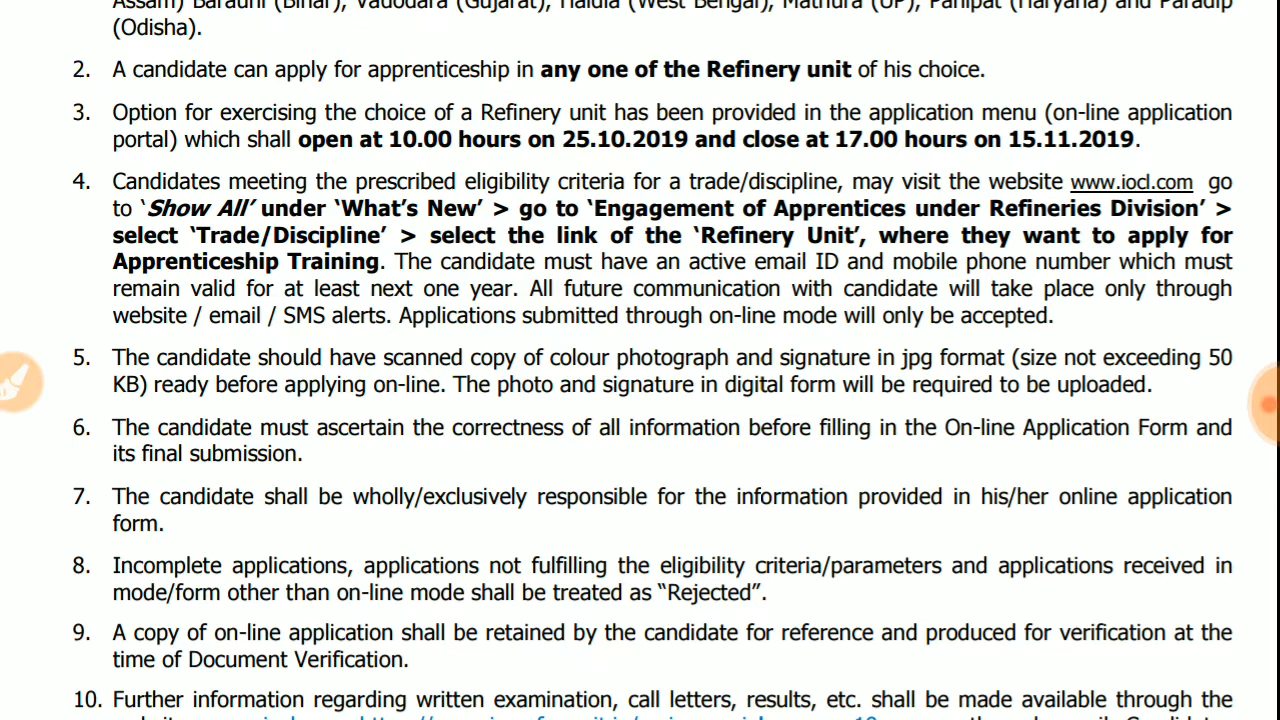 Assam) Barauni (Bihar), Vadodara (Gujarat), Haldia (West Bengal), Mathura (UP), Panipat (Haryana) and Paradip
(Odisha).
2. A candidate can apply for apprenticeship in any one of the Refinery unit of his choice.
3. Option for exercising the choice of a Refinery unit has been provided in the application menu (on-line application
portal) which shall open at 10.00 hours on 25.10.2019 and close at 17.00 hours on 15.11.2019.
4. Candidates meeting the prescribed eligibility criteria for a trade/discipline, may visit the website www.iocl.com go
to ‘Show All’ under ‘What’s New’ > go to ‘Engagement of Apprentices under Refineries Division’ >
select ‘Trade/Discipline’ > select the link of the ‘Refinery Unit’, where they want to apply for
Apprenticeship Training. The candidate must have an active email ID and mobile phone number which must
remain valid for at least next one year. All future communication with candidate will take place only through
website / email / SMS alerts. Applications submitted through on-line mode will only be accepted.
5. The candidate should have scanned copy of colour photograph and signature in jpg format (size not exceeding 50
KB) ready before applying on-line. The photo and signature in digital form will be required to be uploaded.
6. The candidate must ascertain the correctness of all information before filling in the On-line Application Form and
its final submission.
7. The candidate shall be wholly/exclusively responsible for the information provided in his/her online application
form.
8. Incomplete applications, applications not fulfilling the eligibility criteria/parameters and applications received in
mode/form other than on-line mode shall be treated as “Rejected”.
9. A copy of on-line application shall be retained by the candidate for reference and produced for verification at the
time of Document Verification.
10. Further information regarding written examination, call letters, results, etc. shall be made available through the